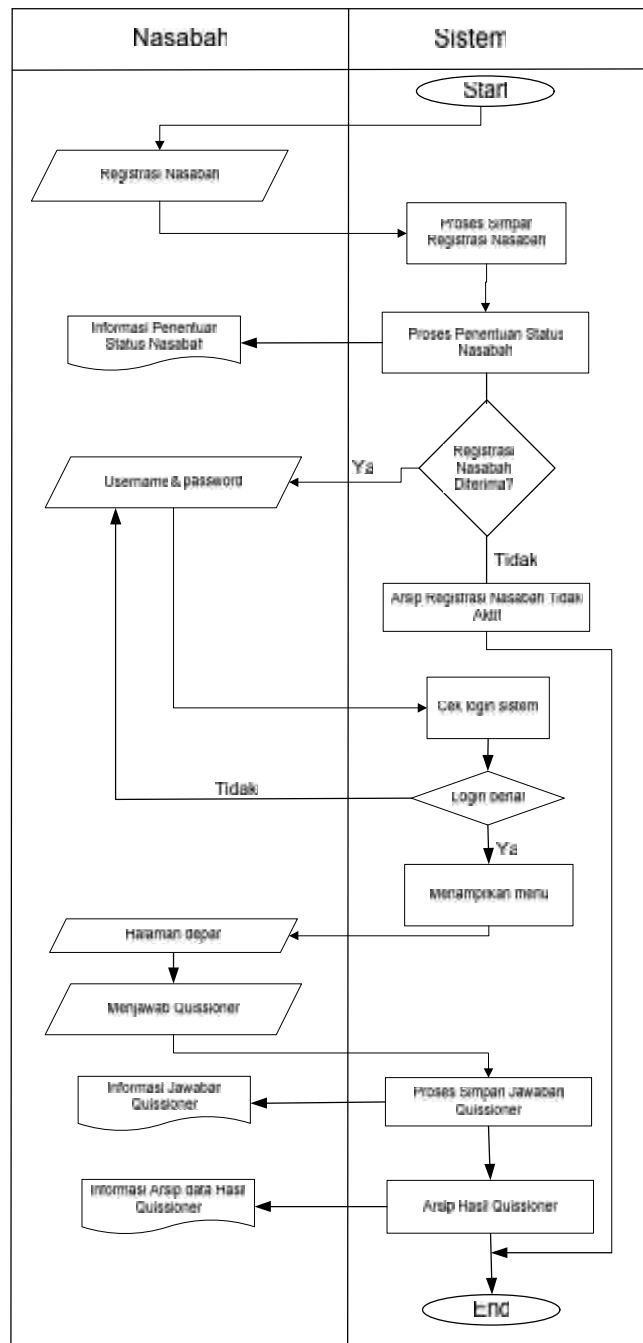 Nasabah
Sistem
Start
Registrasi Nasabah
Proses Simpan
Registrasi Nasabah
Informasi Penentuan
Status Nasabah
Proses Penentuan Status
Nasabah
Registrasi
Nasabah
Diterima?
Ya
Username & password
Tidak
Arsip Registrasi Nasabah Tidak
Aktif
Cek login sistem
Tidak
Login benar
Ya
Menampilkan menu
Halaman depan
Menjawab Quissioner
Informasi Jawaban
Quissioner
Proses Simpan Jawaban
Quissioner
Informasi Arsip data Hasil
Quissioner
Arsip Hasil Quissioner
End